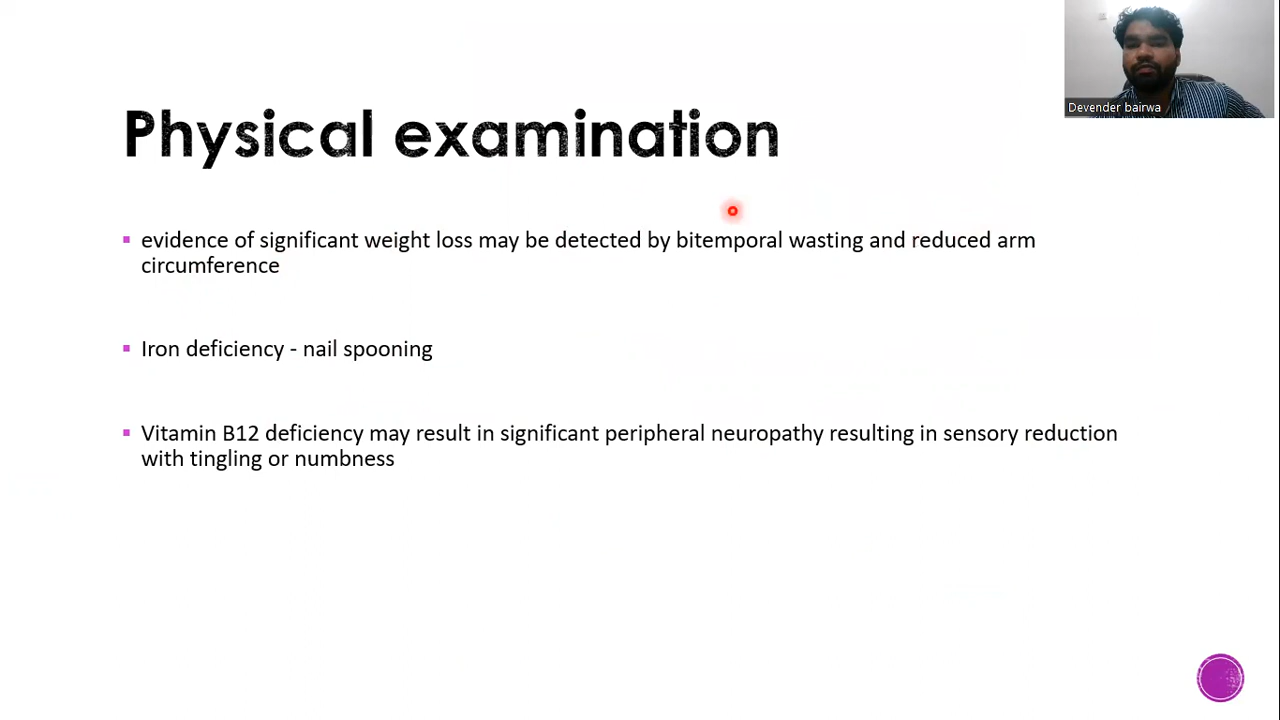 Devender bairwa
Physical examination
evidence of significant weight loss may be detected by bitemporal wasting and reduced arm
circumference
Iron deficiency - nail spooning
Vitamin B12 deficiency may result in significant peripheral neuropathy resulting in sensory reduction
with tingling or numbness